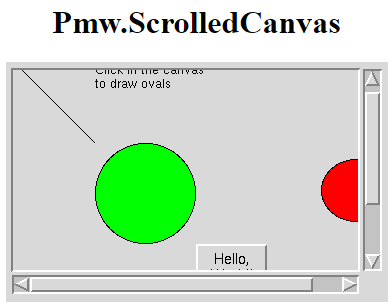 Pmw.ScrolledCanvas
Click in the canvas
to draw ovals
Hello,